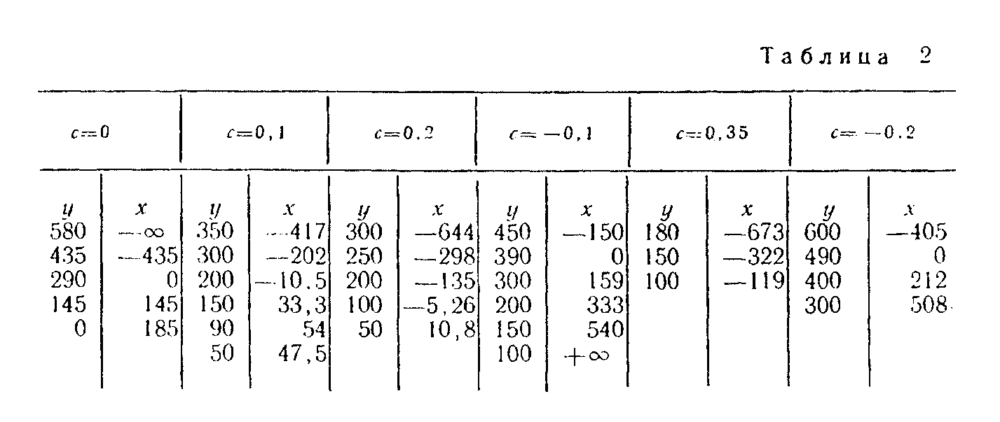 Таблица 2
c=0 c=0,1 c=0,2 c= —0,1 c=0,35 c= —0.2
y x y x y x y x y x y x
580 —∞ 350 —417 300 —644 450 —150 180 —673 600 —405
435 —435 300 —202 250 —298 390 0 150 —322 490 0
290 0 200 —10.5 200 —135 300 159 100 —119 400 212
145 145 150 33,3 100 —5,26 200 333 300 508
0 185 90 54 50 10,8 150 540
50 47,5 100 +∞